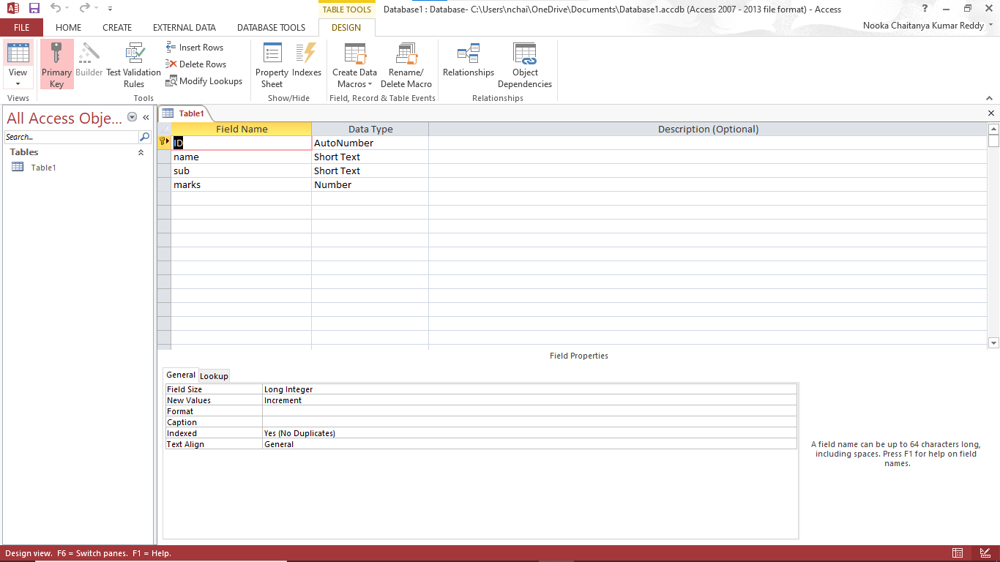 TABLE TOOLS
Database1 : Database- C:\Users\nchai\OneDrive\Documents\Database1.accdb (Access 2007 - 2013 file format) - Access
FILE HOME CREATE EXTERNAL DATA DATABASE TOOLS DESIGN
Nooka Chaitanya Kumar Reddy
View
Primary Key
Builder
Test Validation Rules
Insert Rows
Delete Rows
Modify Lookups
Property Sheet
Indexes
Create Data Macros
Rename/ Delete Macro
Relationships
Object Dependencies
Views Tools Show/Hide Field, Record & Table Events Relationships
All Access Obje...
Search...
Tables
Table1
Table1
Field Name Data Type Description (Optional)
ID AutoNumber
name Short Text
sub Short Text
marks Number
Field Properties
General Lookup
Field Size Long Integer
New Values Increment
Format
Caption
Indexed Yes (No Duplicates)
Text Align General
A field name can be up to 64 characters long,
including spaces. Press F1 for help on field
names.
Design view. F6 = Switch panes. F1 = Help.